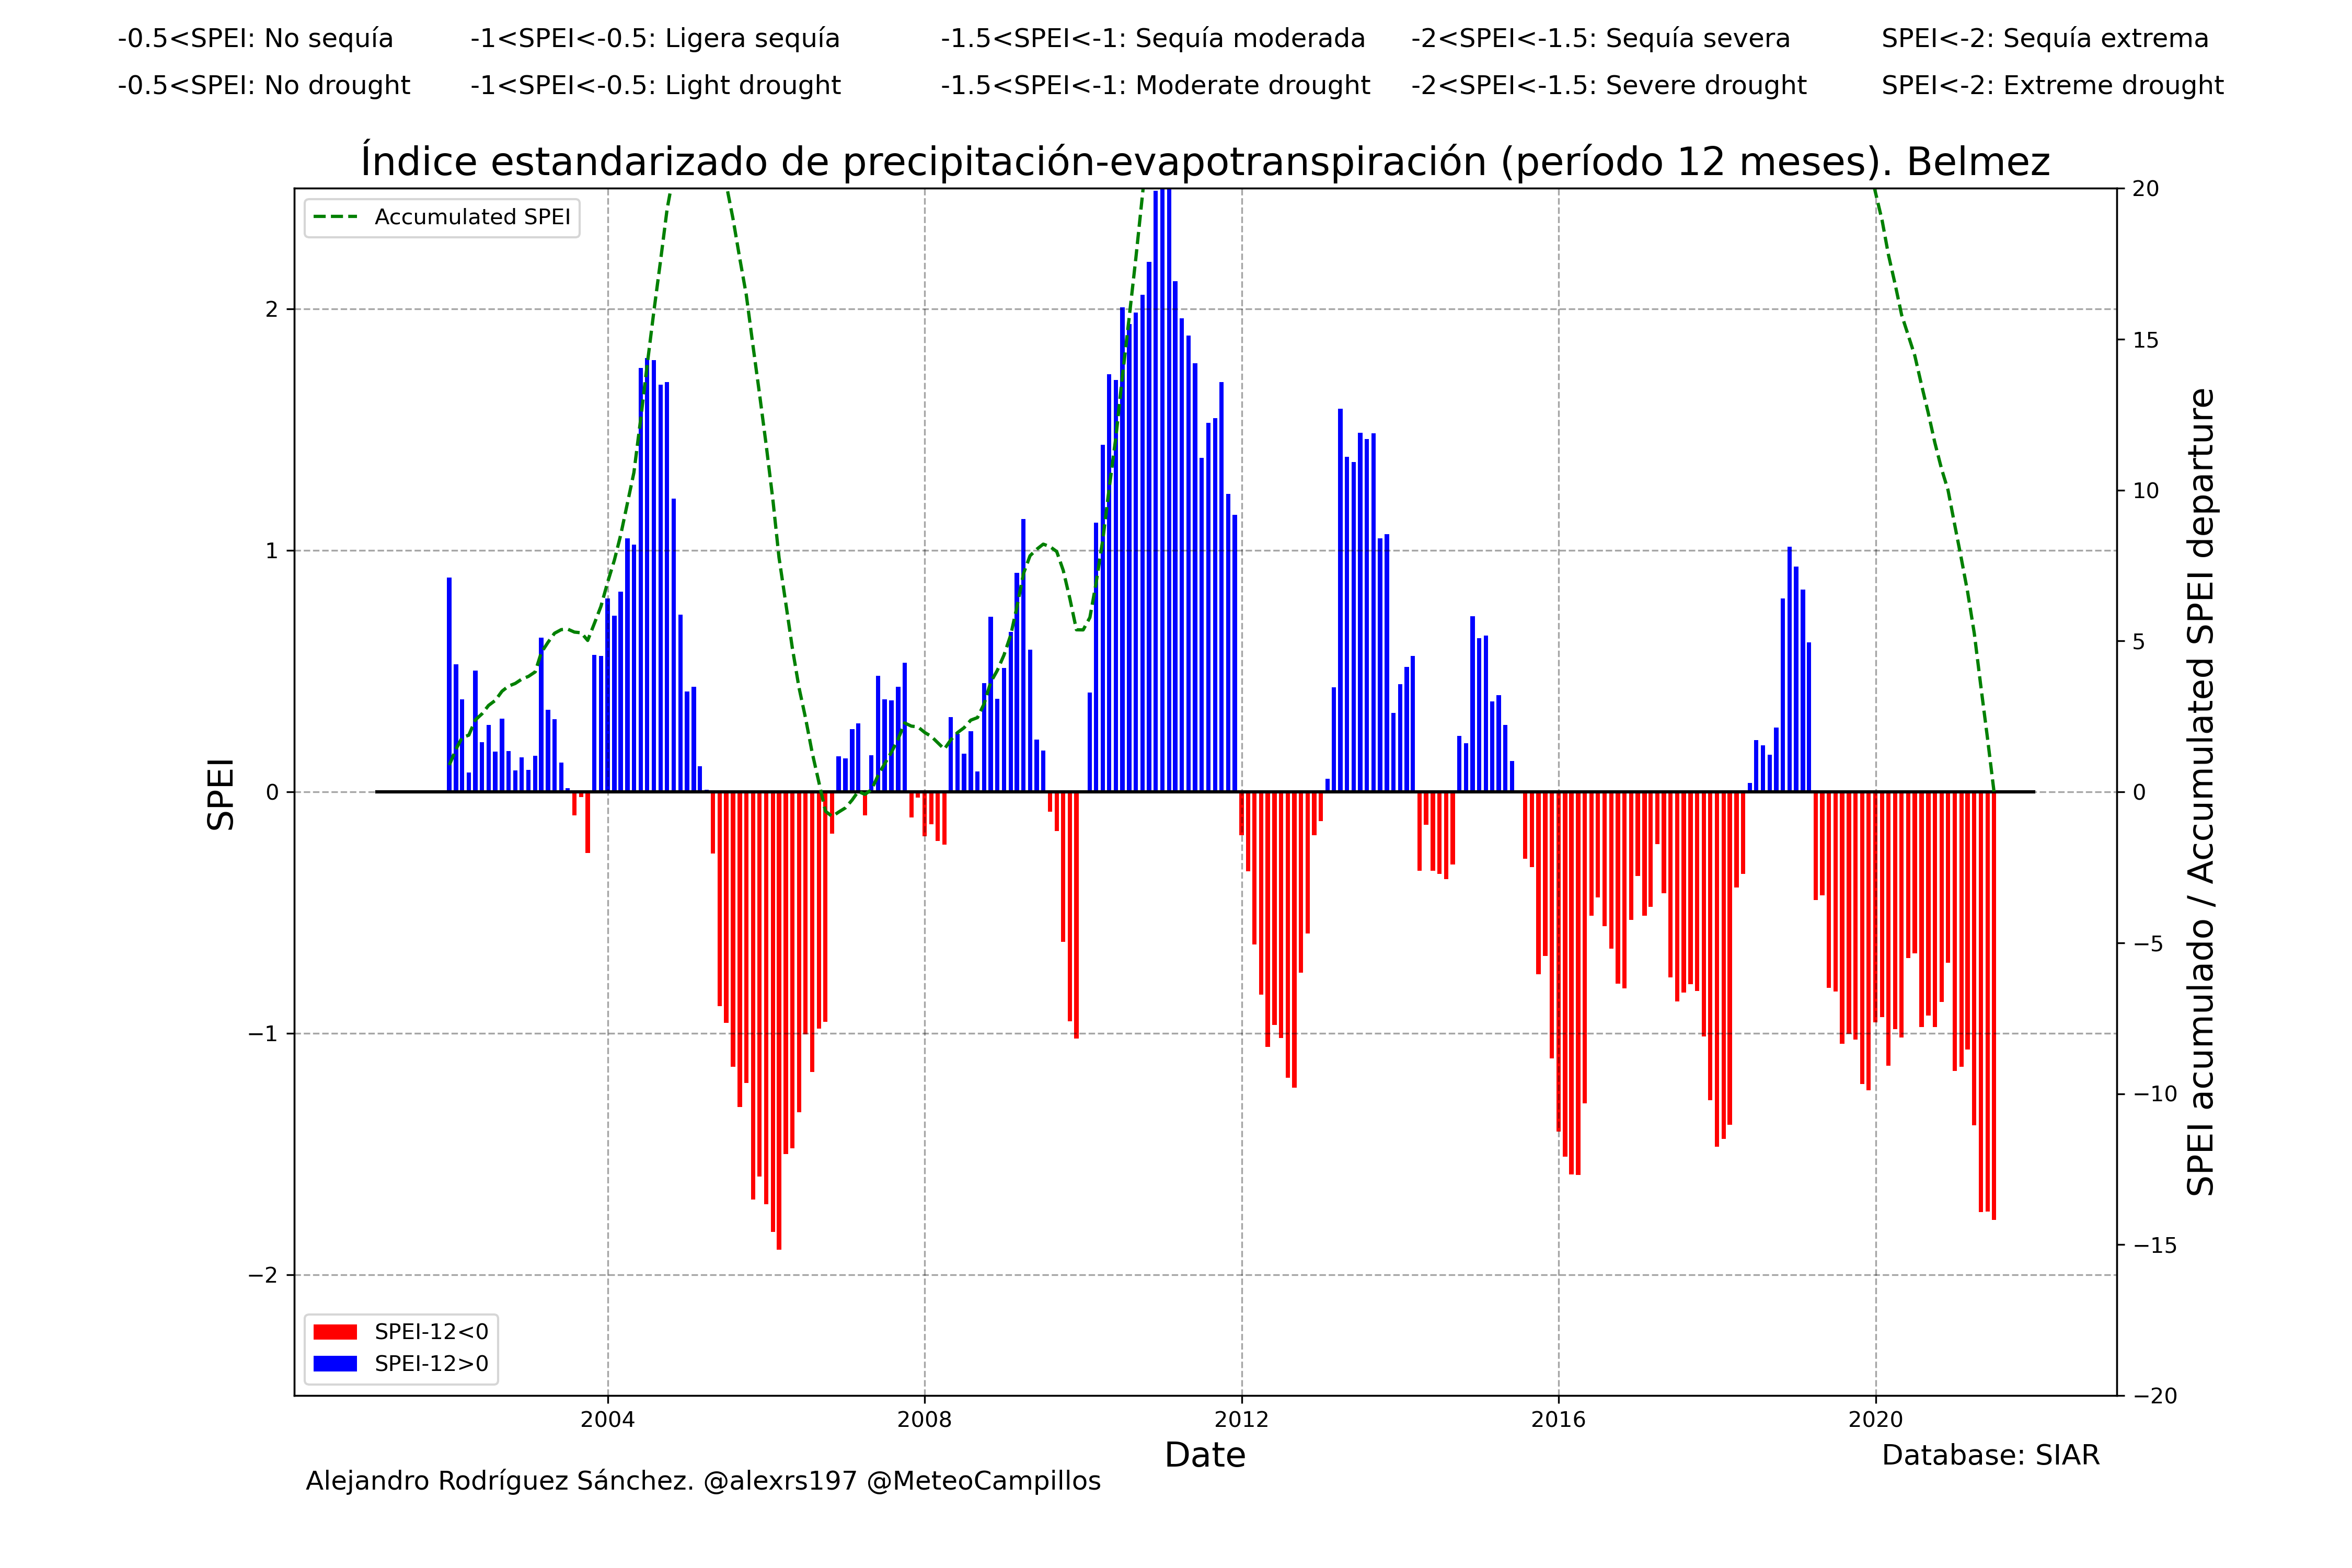 -0.5<SPEI: No sequía -1<SPEI<-0.5: Ligera sequía -1.5<SPEI<-1: Sequía moderada -2<SPEI<-1.5: Sequía severa SPEI<-2: Sequía extrema
-0.5<SPEI: No drought -1<SPEI<-0.5: Light drought -1.5<SPEI<-1: Moderate drought -2<SPEI<-1.5: Severe drought SPEI<-2: Extreme drought
Índice estandarizado de precipitación-evapotranspiración (período 12 meses). Belmez
Accumulated SPEI
SPEI
2
1
0
−1
−2
20
15
10
5
0
−5
−10
−15
−20
SPEI acumulado / Accumulated SPEI departure
SPEI-12<0
SPEI-12>0
2004 2008 2012 2016 2020
Date
Database: SIAR
Alejandro Rodríguez Sánchez. @alexrs197 @MeteoCampillos